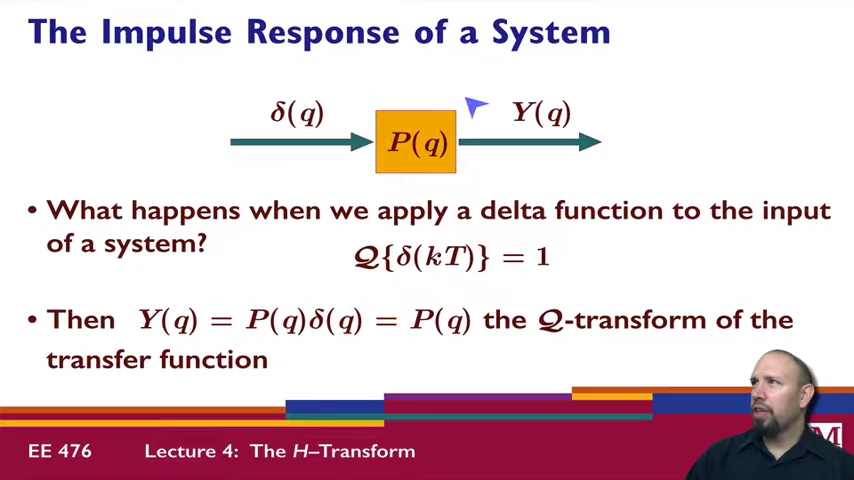 The Impulse Response of a System
δ(q)
P(q)
Y(q)
• What happens when we apply a delta function to the input
of a system?
𝒬{δ(kT)} = 1
• Then Y(q) = P(q)δ(q) = P(q) the 𝒬-transform of the
transfer function
M
EE 476 Lecture 4: The H–Transform